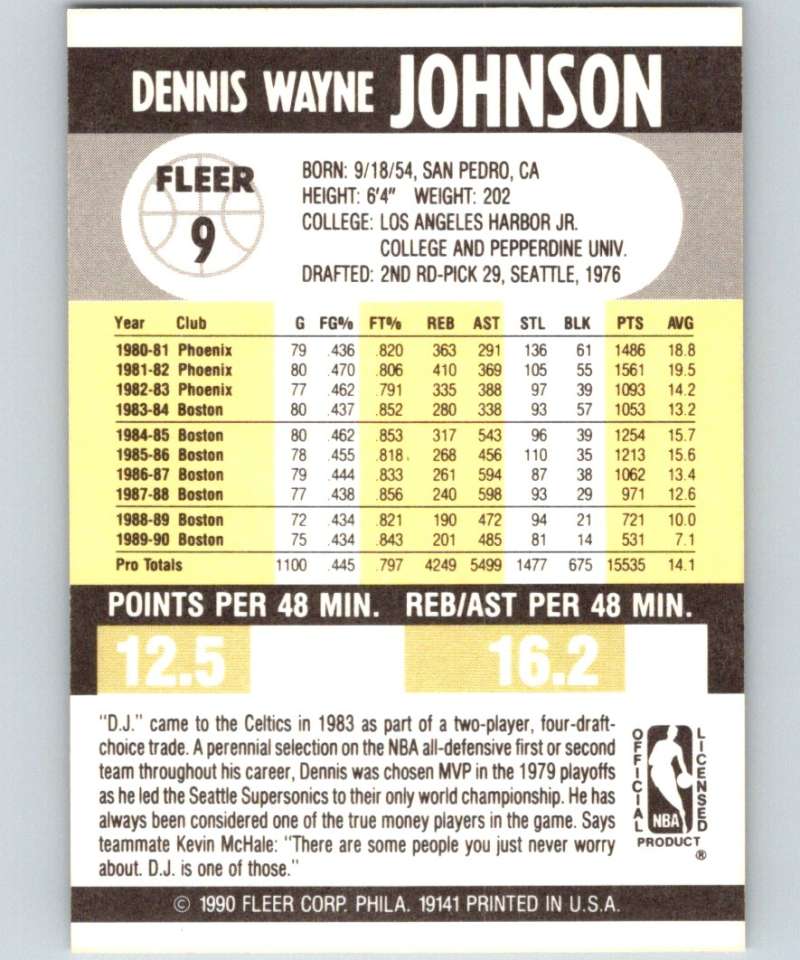 DENNIS WAYNE JOHNSON
FLEER
9
BORN: 9/18/54, SAN PEDRO, CA
HEIGHT: 6'4" WEIGHT: 202
COLLEGE: LOS ANGELES HARBOR JR.
COLLEGE AND PEPPERDINE UNIV.
DRAFTED: 2ND RD-PICK 29, SEATTLE, 1976
Year Club G FG% FT% REB AST STL BLK PTS AVG
1980-81 Phoenix 79 .436 .820 363 291 136 61 1486 18.8
1981-82 Phoenix 80 .470 .806 410 369 105 55 1561 19.5
1982-83 Phoenix 77 .462 .791 335 388 97 39 1093 14.2
1983-84 Boston 80 .437 .852 280 338 93 57 1053 13.2
1984-85 Boston 80 .462 .853 317 543 96 39 1254 15.7
1985-86 Boston 78 .455 .818 268 456 110 35 1213 15.6
1986-87 Boston 79 .444 .833 261 594 87 38 1062 13.4
1987-88 Boston 77 .438 .856 240 598 93 29 971 12.6
1988-89 Boston 72 .434 .821 190 472 94 21 721 10.0
1989-90 Boston 75 .434 .843 201 485 81 14 531 7.1
Pro Totals 1100 .445 .797 4249 5499 1477 675 15535 14.1
POINTS PER 48 MIN. REB/AST PER 48 MIN.
12.5 16.2
"D.J." came to the Celtics in 1983 as part of a two-player, four-draft-
choice trade. A perennial selection on the NBA all-defensive first or second
team throughout his career, Dennis was chosen MVP in the 1979 playoffs
as he led the Seattle Supersonics to their only world championship. He has
always been considered one of the true money players in the game. Says
teammate Kevin McHale: "There are some people you just never worry
about. D.J. is one of those."
OFFICIAL
LICENSED
NBA
PRODUCT
®
© 1990 FLEER CORP. PHILA. 19141 PRINTED IN U.S.A.